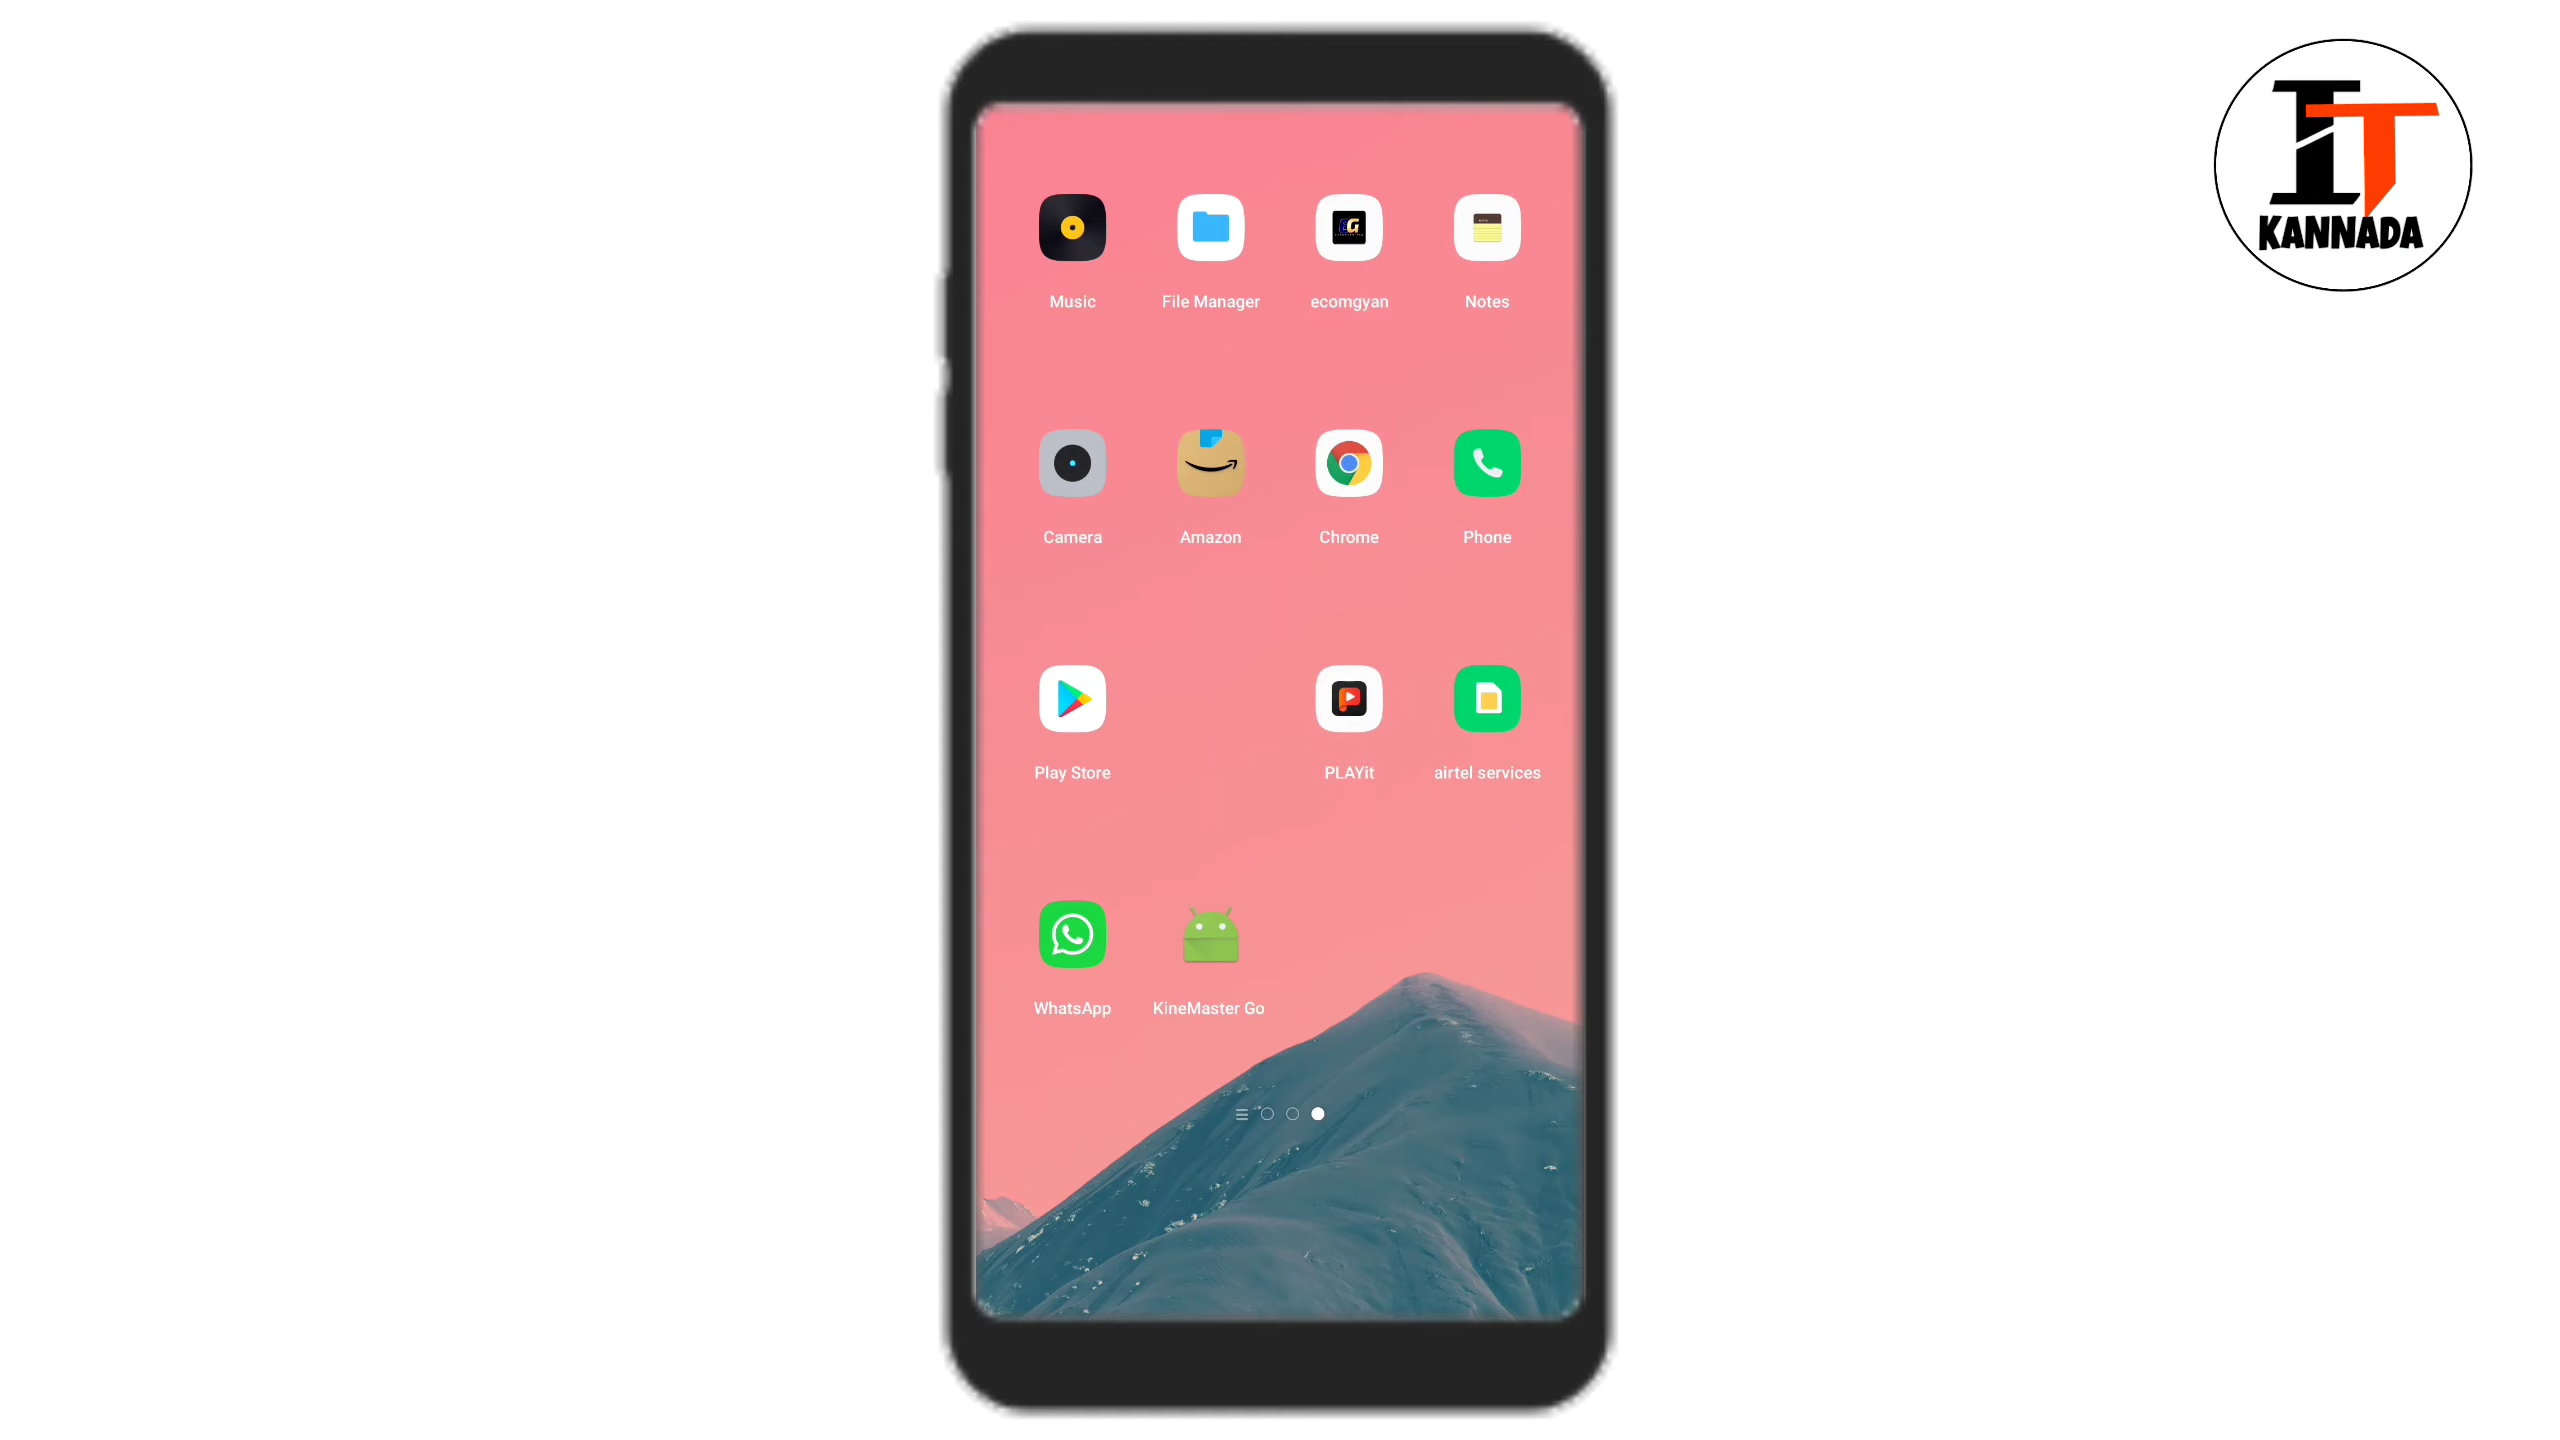 IT
KANNADA
Music File Manager ecomgyan Notes
Camera Amazon Chrome Phone
Play Store PLAYit airtel services
WhatsApp KineMaster Go